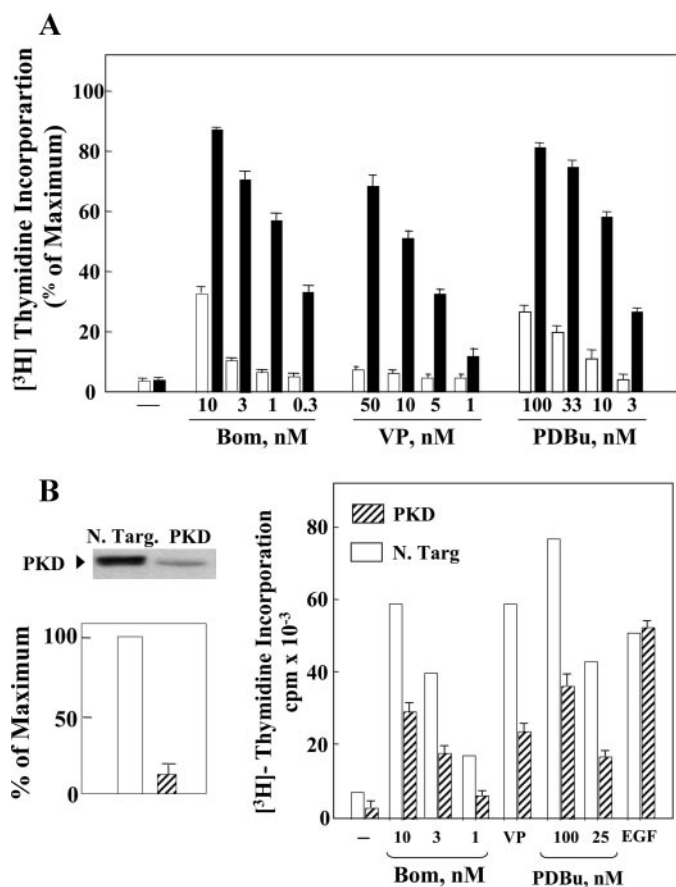 A
[³H] Thymidine Incorporartion
(% of Maximum)
100
80
60
40
20
0
— 10 3 1 0.3 50 10 5 1 100 33 10 3
Bom, nM VP, nM PDBu, nM
B
N. Targ. PKD
PKD
% of Maximum
100
50
0
[³H]- Thymidine Incorporation
cpm x 10⁻³
PKD
N. Targ
80
60
40
20
0
– 10 3 1 VP 100 25 EGF
Bom, nM PDBu, nM